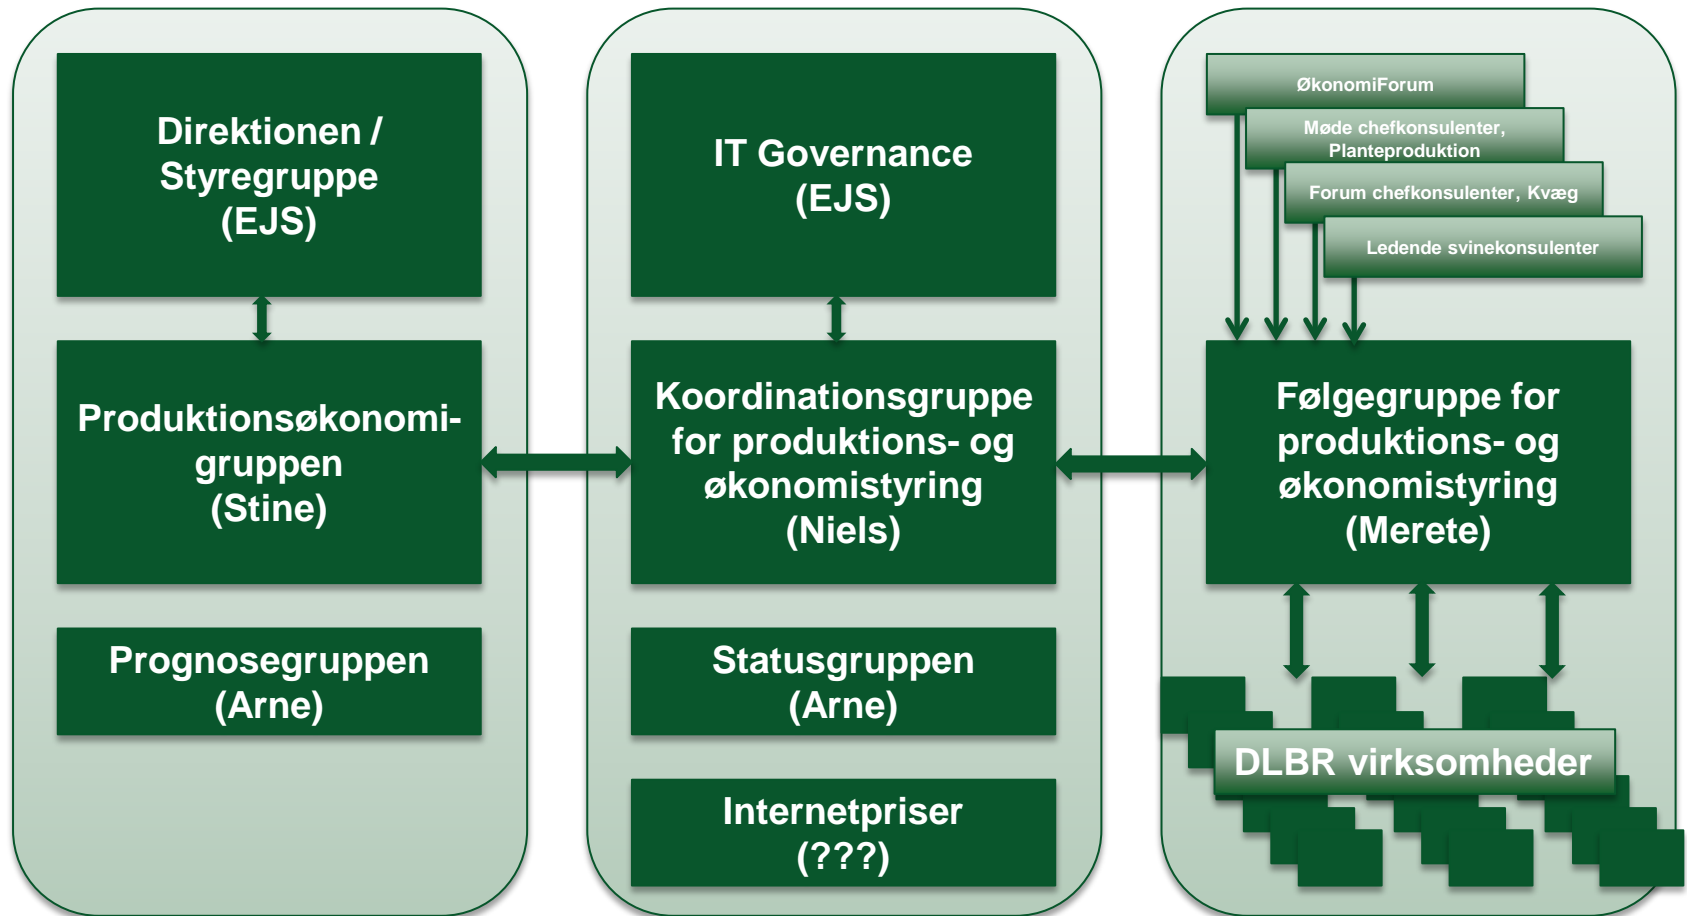 Direktionen /
Styregruppe
(EJS)
Produktionsøkonomi-
gruppen
(Stine)
Prognosegruppen
(Arne)
IT Governance
(EJS)
Koordinationsgruppe
for produktions- og
økonomistyring
(Niels)
Statusgruppen
(Arne)
Internetpriser
(???)
ØkonomiForum
Møde chefkonsulenter,
Planteproduktion
Forum chefkonsulenter, Kvæg
Ledende svinekonsulenter
Følgegruppe for
produktions- og
økonomistyring
(Merete)
DLBR virksomheder